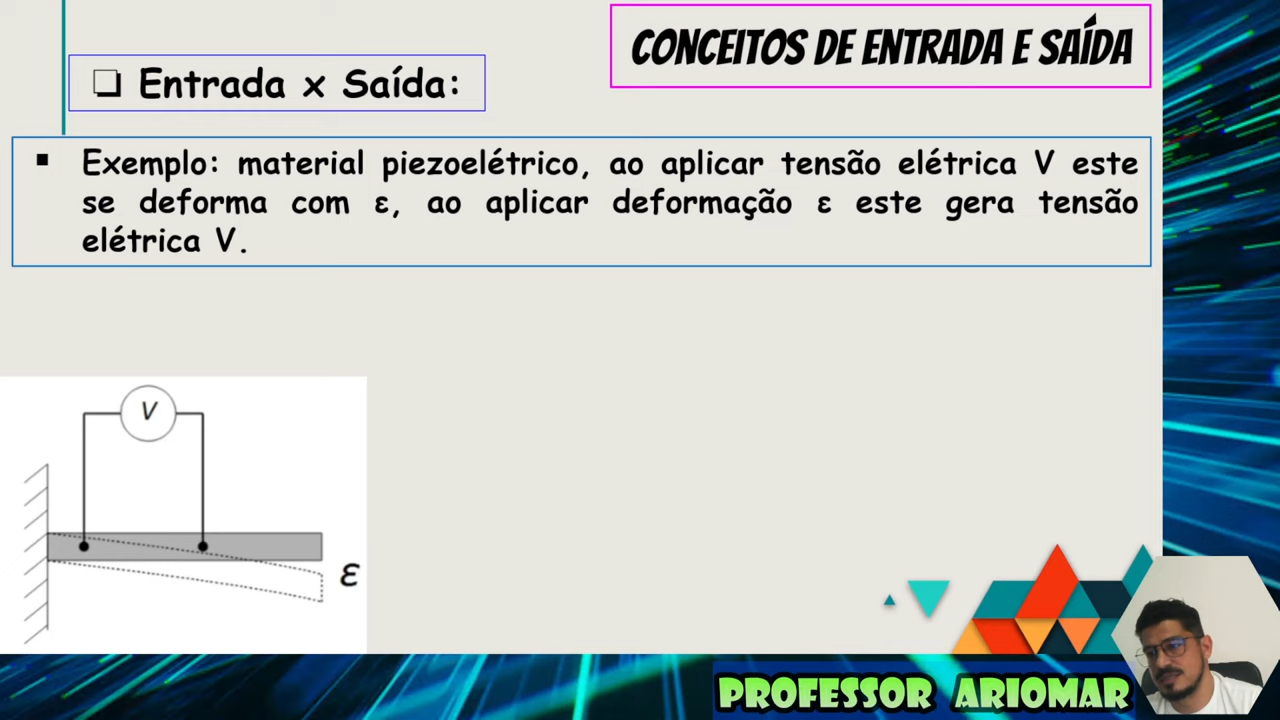 CONCEITOS DE ENTRADA E SAÍDA
❑ Entrada x Saída:
▪ Exemplo: material piezoelétrico, ao aplicar tensão elétrica V este
se deforma com ε, ao aplicar deformação ε este gera tensão
elétrica V.
V
ε
PROFESSOR ARIOMAR